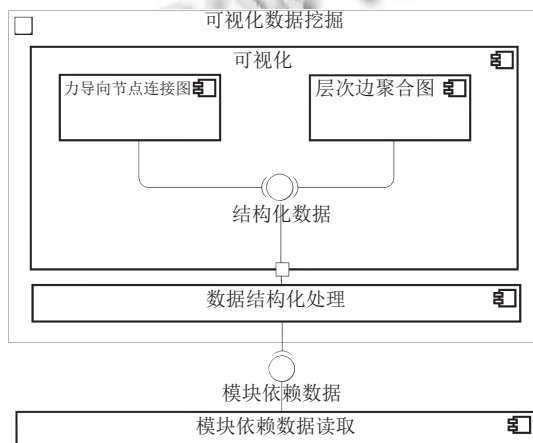 可视化数据挖掘
可视化
力导向节点连接图
层次边聚合图
结构化数据
数据结构化处理
模块依赖数据
模块依赖数据读取